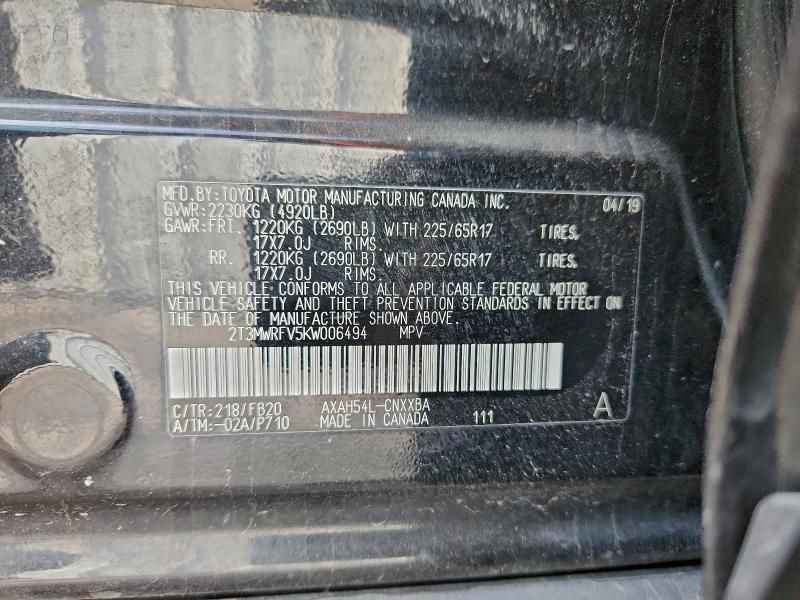 MFD.BY:TOYOTA MOTOR MANUFACTURING CANADA INC. 04/19
GVWR:2230KG (4920LB)
GAWR:FRT. 1220KG (2690LB) WITH 225/65R17 TIRES,
17X7.0J RIMS.
RR. 1220KG (2690LB) WITH 225/65R17 TIRES,
17X7.0J RIMS.
THIS VEHICLE CONFORMS TO ALL APPLICABLE FEDERAL MOTOR
VEHICLE SAFETY AND THEFT PREVENTION STANDARDS IN EFFECT ON
THE DATE OF MANUFACTURE SHOWN ABOVE.
2T3MWRFV5KW006494 MPV
C/TR:218/FB20 AXAH54L-CNXXBA
A/TM:-02A/P710 MADE IN CANADA 111 A